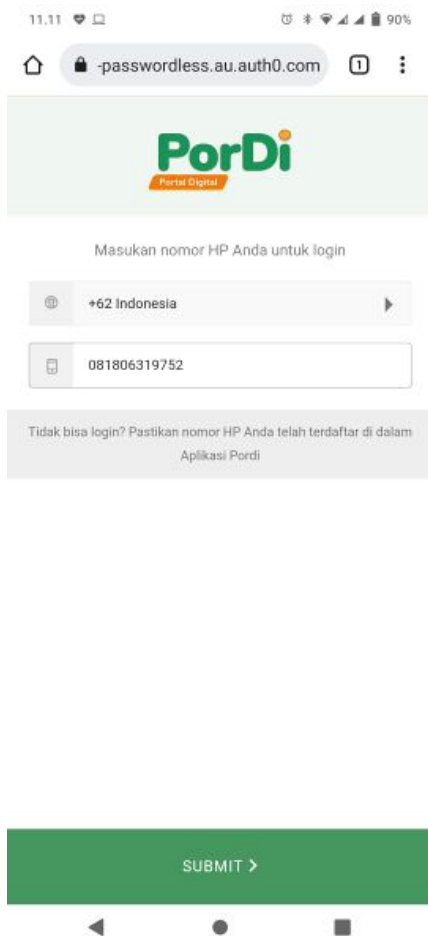 11.11
90%
-passwordless.au.auth0.com
1
PorDi
Portal Digital
Masukan nomor HP Anda untuk login
+62 Indonesia
081806319752
Tidak bisa login? Pastikan nomor HP Anda telah terdaftar di dalam
Aplikasi Pordi
SUBMIT >